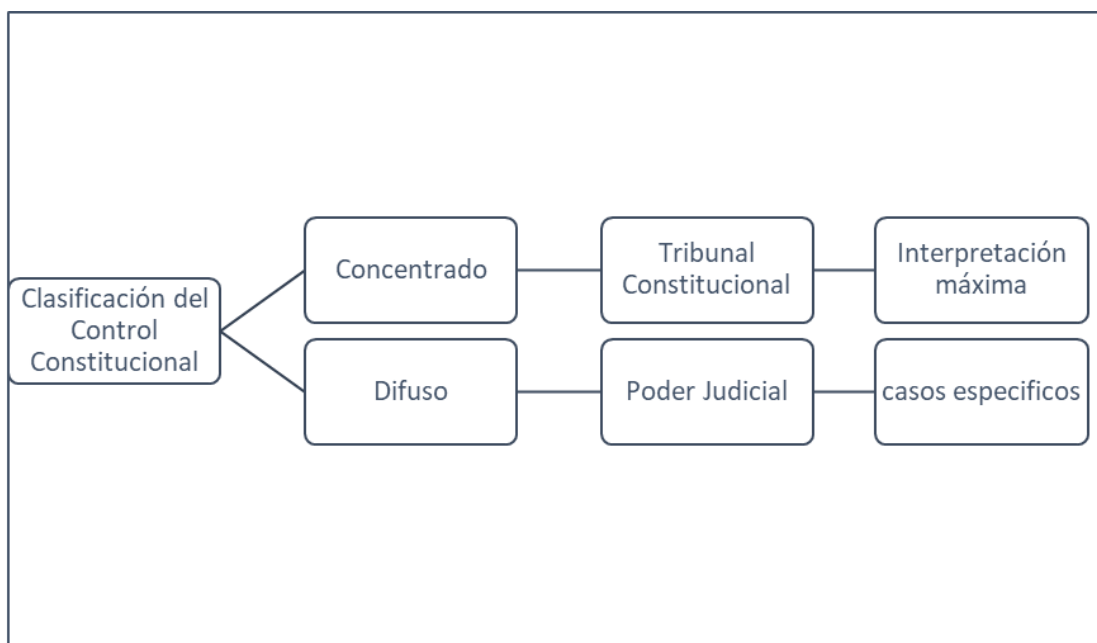 Clasificación del
Control
Constitucional
Concentrado
Tribunal
Constitucional
Interpretación
máxima
Difuso
Poder Judicial
casos especificos